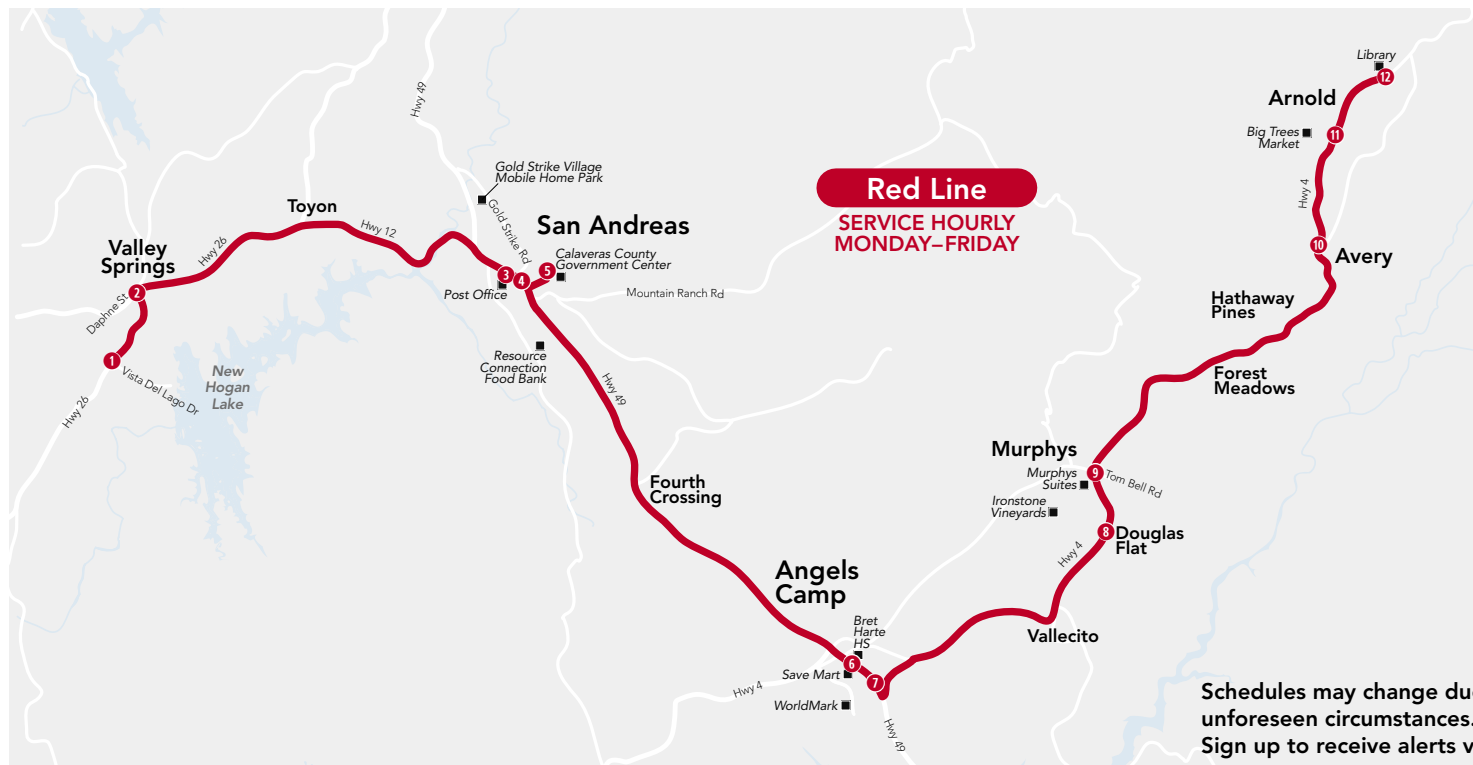 Library
12
Arnold
Big Trees
Market
11
Hwy 4
10
Avery
Hathaway
Pines
Forest
Meadows
Hwy 49
Gold Strike Village
Mobile Home Park
Gold Strike Rd
San Andreas
Calaveras County
Government Center
3
4
5
Post Office
Mountain Ranch Rd
Red Line
SERVICE HOURLY
MONDAY–FRIDAY
Toyon
Hwy 12
Valley
Springs
Hwy 26
2
Daphne St
1
Vista Del Lago Dr
Hwy 26
New
Hogan
Lake
Resource
Connection
Food Bank
Hwy 49
Fourth
Crossing
Murphys
Murphys
Suites
9
Tom Bell Rd
Ironstone
Vineyards
8
Douglas
Flat
Hwy 4
Vallecito
Angels
Camp
Bret
Harte
HS
6
Save Mart
7
Hwy 4
WorldMark
Hwy 49
Schedules may change du
unforeseen circumstances.
Sign up to receive alerts v